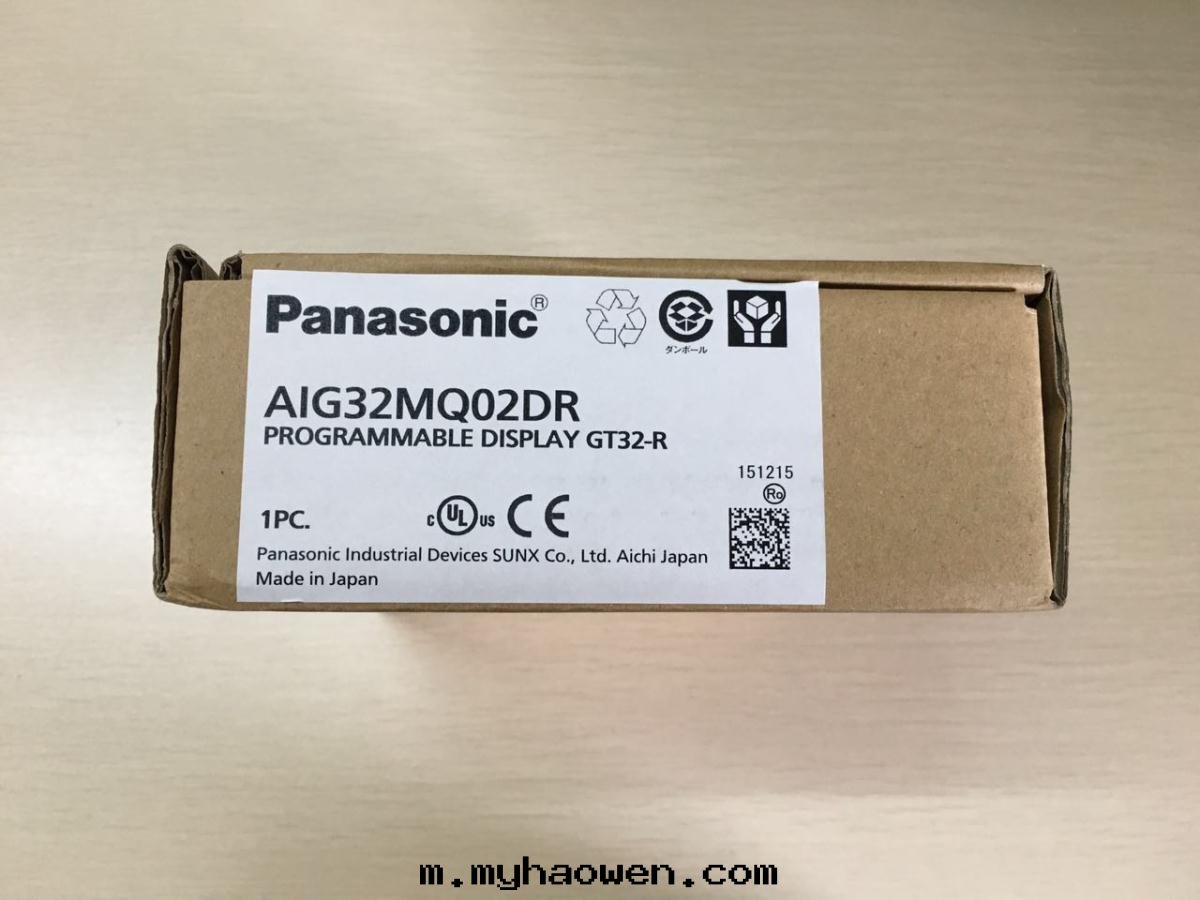 Panasonic®
ダンボール
AIG32MQ02DR
PROGRAMMABLE DISPLAY GT32-R
151215
Ro
1PC.
C UL US CE
Panasonic Industrial Devices SUNX Co., Ltd. Aichi Japan
Made in Japan
m.myhaowen.com